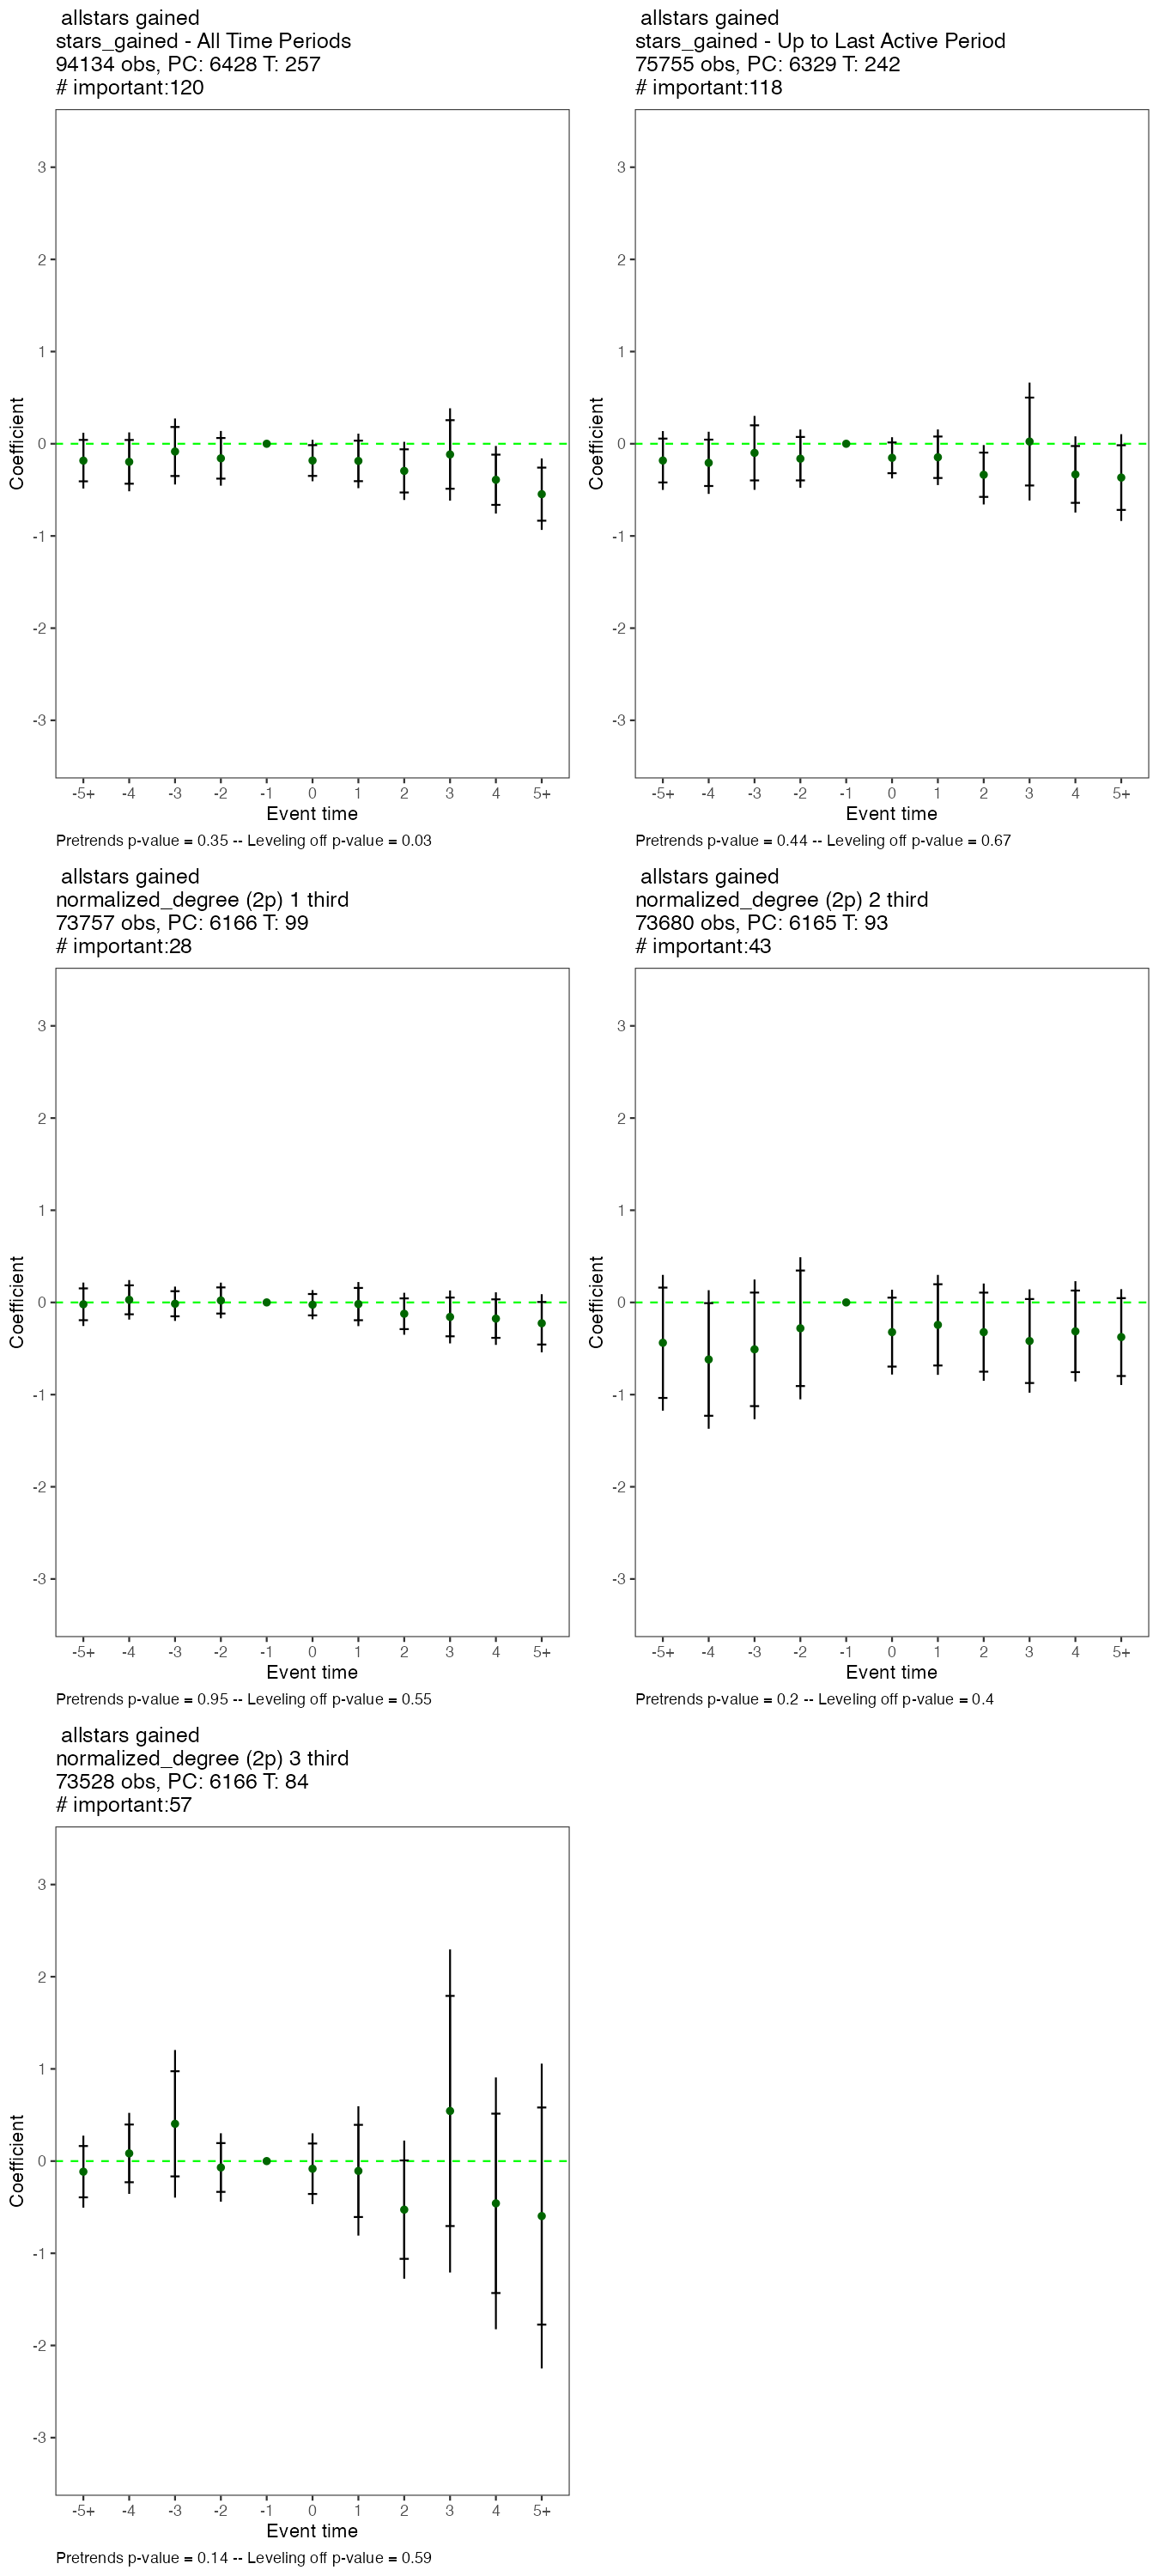 allstars gained
stars_gained - All Time Periods
94134 obs, PC: 6428 T: 257
# important:120
Coefficient
3
2
1
0
-1
-2
-3
-5+ -4 -3 -2 -1 0 1 2 3 4 5+
Event time
Pretrends p-value = 0.35 -- Leveling off p-value = 0.03
allstars gained
stars_gained - Up to Last Active Period
75755 obs, PC: 6329 T: 242
# important:118
Coefficient
3
2
1
0
-1
-2
-3
-5+ -4 -3 -2 -1 0 1 2 3 4 5+
Event time
Pretrends p-value = 0.44 -- Leveling off p-value = 0.67
allstars gained
normalized_degree (2p) 1 third
73757 obs, PC: 6166 T: 99
# important:28
Coefficient
3
2
1
0
-1
-2
-3
-5+ -4 -3 -2 -1 0 1 2 3 4 5+
Event time
Pretrends p-value = 0.95 -- Leveling off p-value = 0.55
allstars gained
normalized_degree (2p) 2 third
73680 obs, PC: 6165 T: 93
# important:43
Coefficient
3
2
1
0
-1
-2
-3
-5+ -4 -3 -2 -1 0 1 2 3 4 5+
Event time
Pretrends p-value = 0.2 -- Leveling off p-value = 0.4
allstars gained
normalized_degree (2p) 3 third
73528 obs, PC: 6166 T: 84
# important:57
Coefficient
3
2
1
0
-1
-2
-3
-5+ -4 -3 -2 -1 0 1 2 3 4 5+
Event time
Pretrends p-value = 0.14 -- Leveling off p-value = 0.59